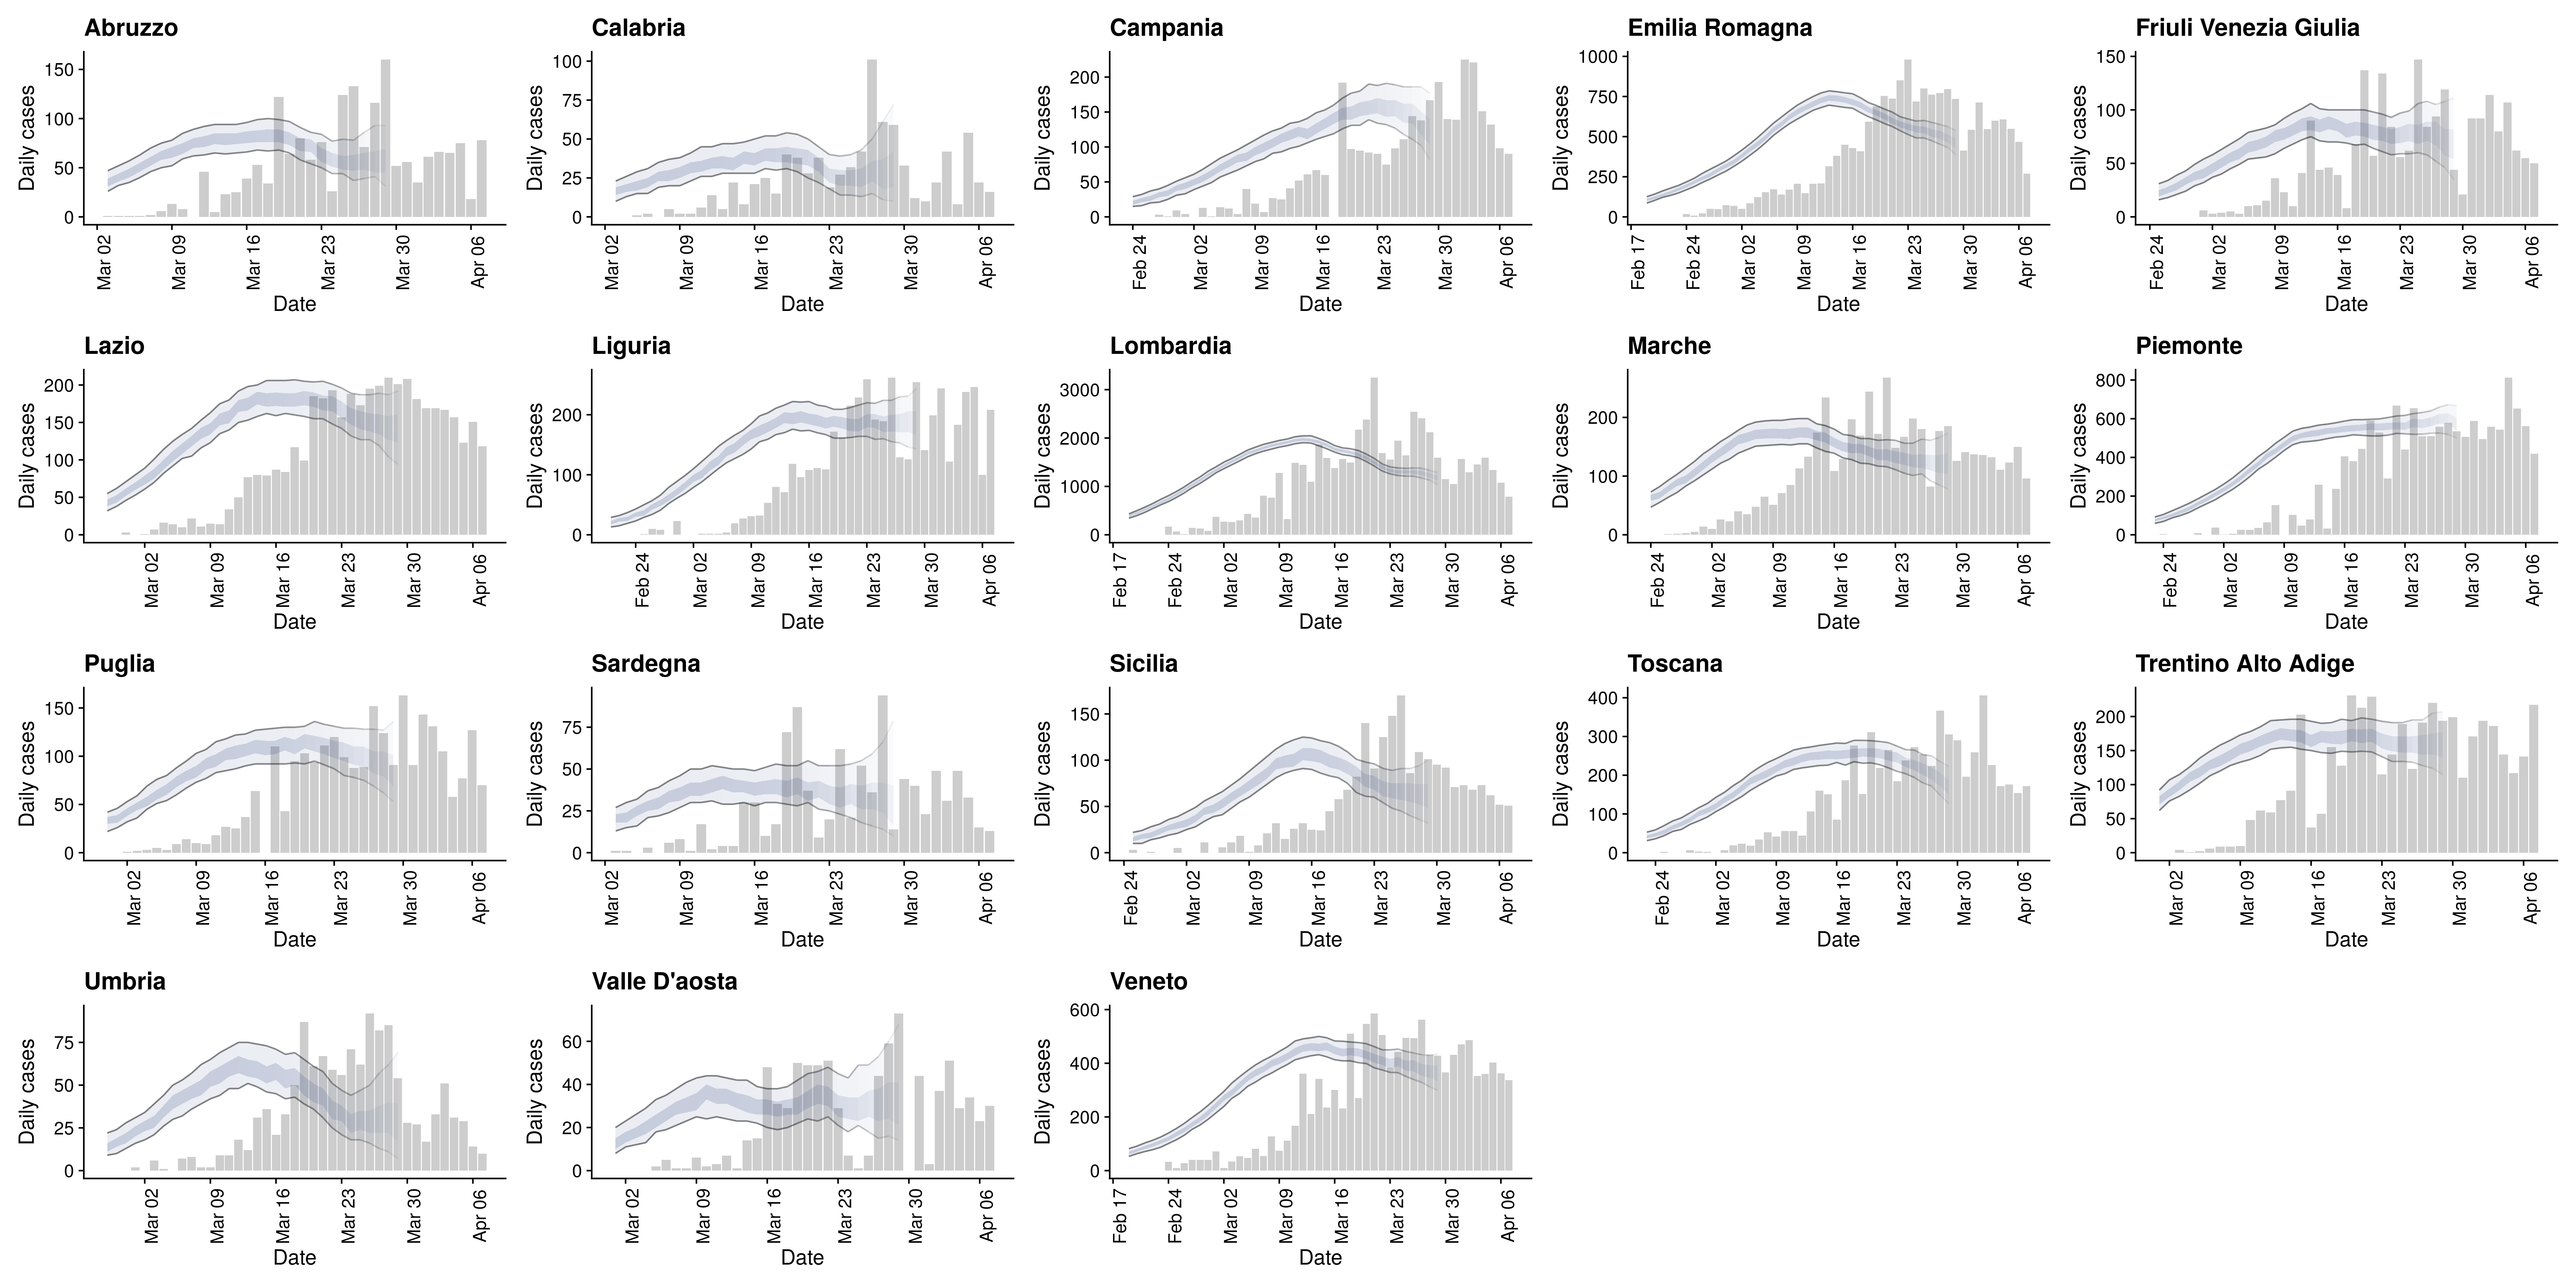 Abruzzo
Daily cases
150
100
50
0
Mar 02
Mar 09
Mar 16
Mar 23
Mar 30
Apr 06
Date
Calabria
Daily cases
100
75
50
25
0
Mar 02
Mar 09
Mar 16
Mar 23
Mar 30
Apr 06
Date
Campania
Daily cases
200
150
100
50
0
Feb 24
Mar 02
Mar 09
Mar 16
Mar 23
Mar 30
Apr 06
Date
Emilia Romagna
Daily cases
1000
750
500
250
0
Feb 17
Feb 24
Mar 02
Mar 09
Mar 16
Mar 23
Mar 30
Apr 06
Date
Friuli Venezia Giulia
Daily cases
150
100
50
0
Feb 24
Mar 02
Mar 09
Mar 16
Mar 23
Mar 30
Apr 06
Date
Lazio
Daily cases
200
150
100
50
0
Mar 02
Mar 09
Mar 16
Mar 23
Mar 30
Apr 06
Date
Liguria
Daily cases
200
100
0
Feb 24
Mar 02
Mar 09
Mar 16
Mar 23
Mar 30
Apr 06
Date
Lombardia
Daily cases
3000
2000
1000
0
Feb 17
Feb 24
Mar 02
Mar 09
Mar 16
Mar 23
Mar 30
Apr 06
Date
Marche
Daily cases
200
100
0
Feb 24
Mar 02
Mar 09
Mar 16
Mar 23
Mar 30
Apr 06
Date
Piemonte
Daily cases
800
600
400
200
0
Feb 24
Mar 02
Mar 09
Mar 16
Mar 23
Mar 30
Apr 06
Date
Puglia
Daily cases
150
100
50
0
Mar 02
Mar 09
Mar 16
Mar 23
Mar 30
Apr 06
Date
Sardegna
Daily cases
75
50
25
0
Mar 02
Mar 09
Mar 16
Mar 23
Mar 30
Apr 06
Date
Sicilia
Daily cases
150
100
50
0
Feb 24
Mar 02
Mar 09
Mar 16
Mar 23
Mar 30
Apr 06
Date
Toscana
Daily cases
400
300
200
100
0
Feb 24
Mar 02
Mar 09
Mar 16
Mar 23
Mar 30
Apr 06
Date
Trentino Alto Adige
Daily cases
200
150
100
50
0
Mar 02
Mar 09
Mar 16
Mar 23
Mar 30
Apr 06
Date
Umbria
Daily cases
75
50
25
0
Mar 02
Mar 09
Mar 16
Mar 23
Mar 30
Apr 06
Date
Valle D'aosta
Daily cases
60
40
20
0
Mar 02
Mar 09
Mar 16
Mar 23
Mar 30
Apr 06
Date
Veneto
Daily cases
600
400
200
0
Feb 17
Feb 24
Mar 02
Mar 09
Mar 16
Mar 23
Mar 30
Apr 06
Date